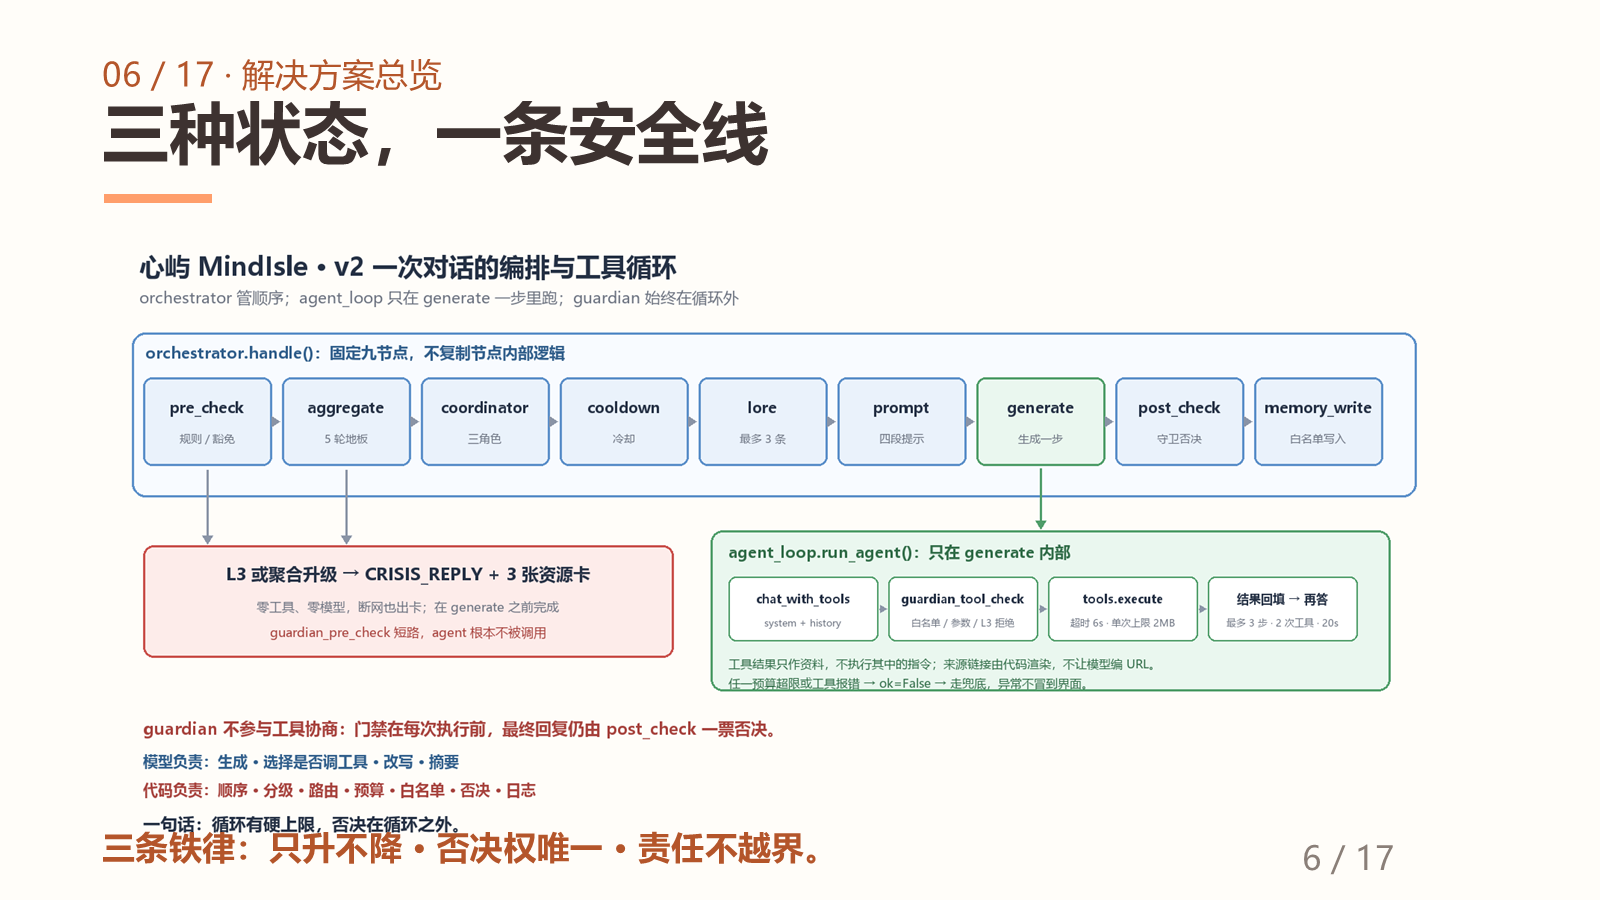 06 / 17 · 解决方案总览
三种状态，一条安全线
心屿 MindIsle • v2 一次对话的编排与工具循环
orchestrator 管顺序；agent_loop 只在 generate 一步里跑；guardian 始终在循环外
orchestrator.handle()：固定九节点，不复制节点内部逻辑
pre_check
规则 / 豁免
aggregate
5 轮地板
coordinator
三角色
cooldown
冷却
lore
最多 3 条
prompt
四段提示
generate
生成一步
post_check
守卫否决
memory_write
白名单写入
L3 或聚合升级 → CRISIS_REPLY + 3 张资源卡
零工具、零模型，断网也出卡；在 generate 之前完成
guardian_pre_check 短路，agent 根本不被调用
agent_loop.run_agent()：只在 generate 内部
chat_with_tools
system + history
guardian_tool_check
白名单 / 参数 / L3 拒绝
tools.execute
超时 6s · 单次上限 2MB
结果回填 → 再答
最多 3 步 · 2 次工具 · 20s
工具结果只作资料，不执行其中的指令；来源链接由代码渲染，不让模型编 URL。
任一预算超限或工具报错 → ok=False → 走兜底，异常不冒到界面。
guardian 不参与工具协商：门禁在每次执行前，最终回复仍由 post_check 一票否决。
模型负责：生成 • 选择是否调工具 • 改写 • 摘要
代码负责：顺序 • 分级 • 路由 • 预算 • 白名单 • 否决 • 日志
一句话：循环有硬上限，否决在循环之外。
三条铁律：只升不降 • 否决权唯一 • 责任不越界。
6 / 17